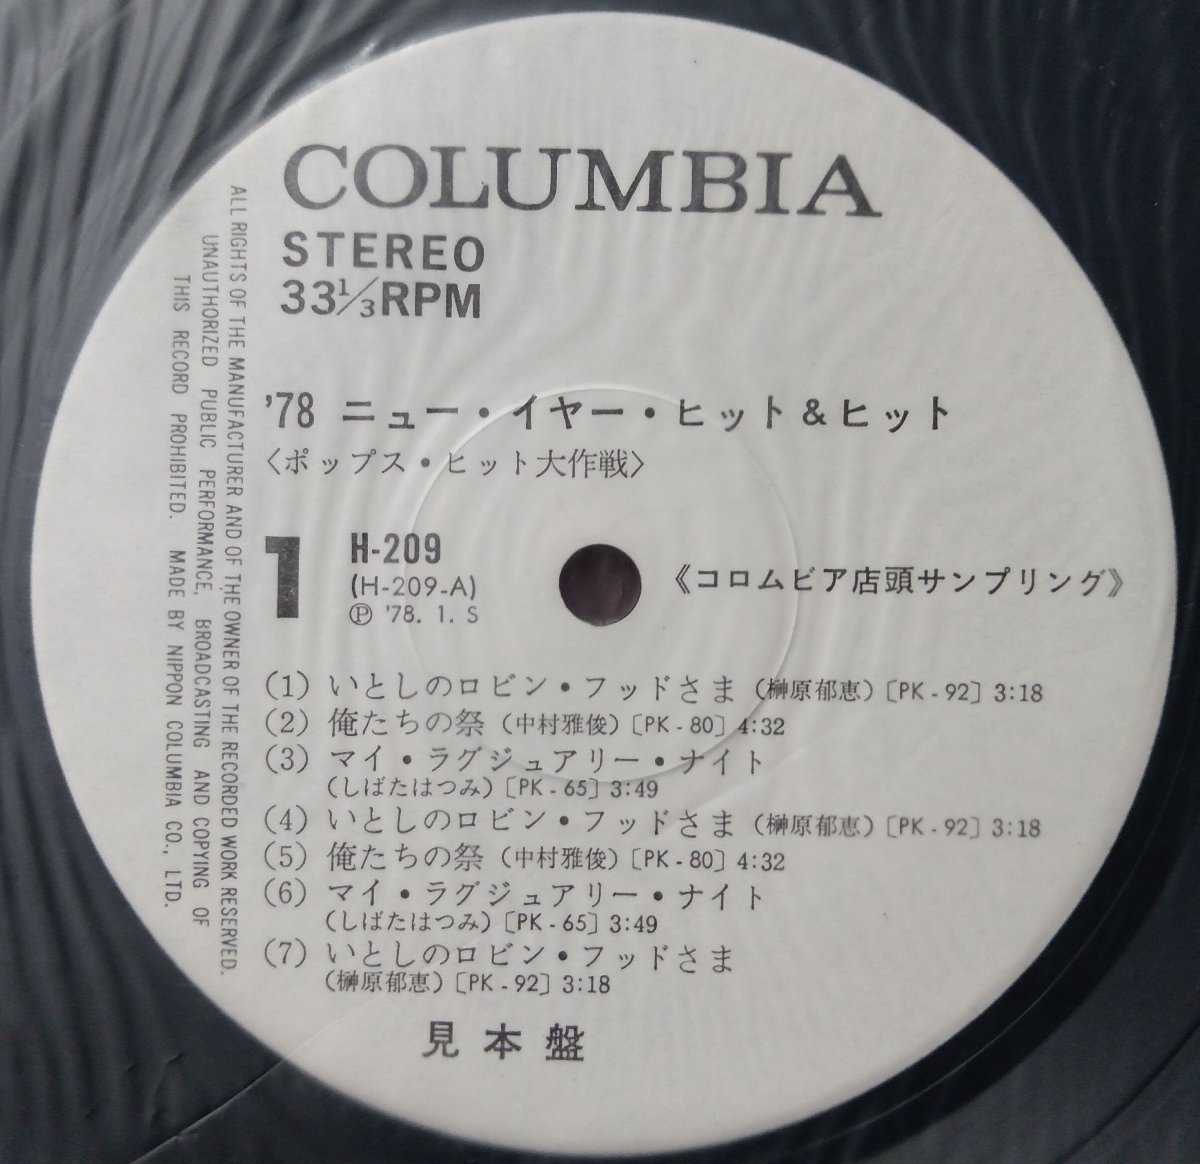 COLUMBIA
STEREO
33⅓RPM
'78 ニュー・イヤー・ヒット&ヒット
〈ポップス・ヒット大作戦〉
1
H-209
(H-209-A)
Ⓟ '78. 1. S
《コロムビア店頭サンプリング》
(1) いとしのロビン・フッドさま (榊原郁恵)〔PK-92〕3:18
(2) 俺たちの祭 (中村雅俊)〔PK-80〕4:32
(3) マイ・ラグジュアリー・ナイト
(しばたはつみ)〔PK-65〕3:49
(4) いとしのロビン・フッドさま (榊原郁恵)〔PK-92〕3:18
(5) 俺たちの祭 (中村雅俊)〔PK-80〕4:32
(6) マイ・ラグジュアリー・ナイト
(しばたはつみ)〔PK-65〕3:49
(7) いとしのロビン・フッドさま
(榊原郁恵)〔PK-92〕3:18
見本盤
ALL RIGHTS OF THE MANUFACTURER AND OF THE OWNER OF THE RECORDED WORK RESERVED.
UNAUTHORIZED PUBLIC PERFORMANCE, BROADCASTING AND COPYING OF
THIS RECORD PROHIBITED. MADE BY NIPPON COLUMBIA CO., LTD.